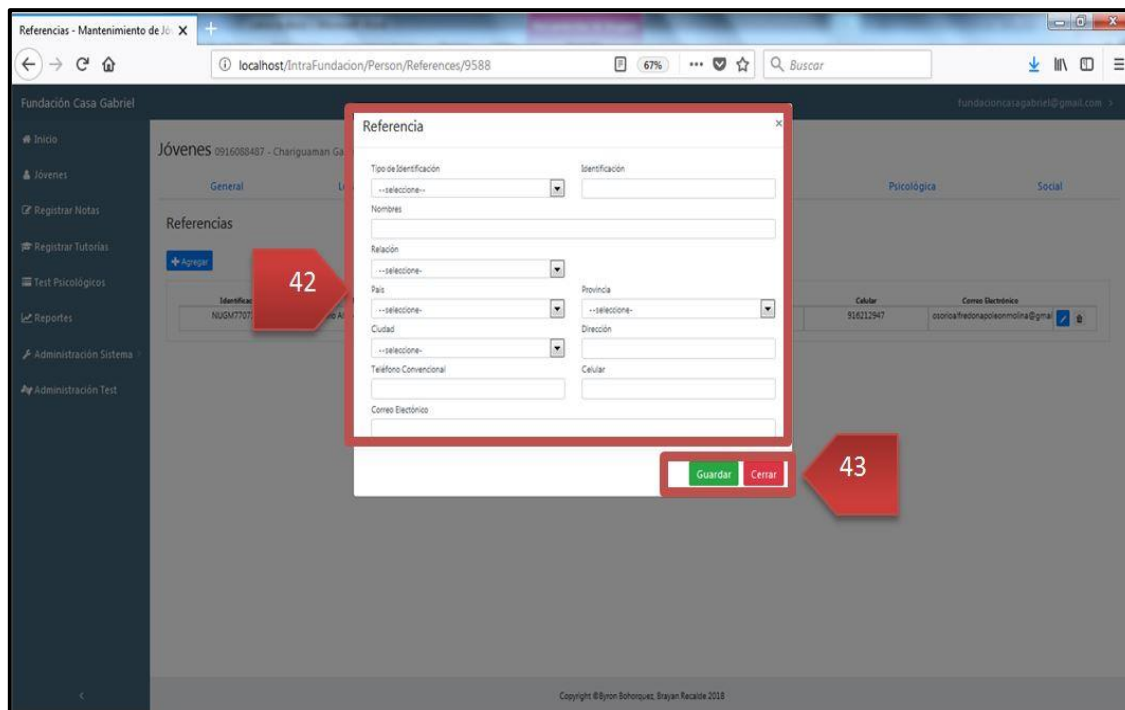 Referencias - Mantenimiento de Jó
localhost/IntraFundacion/Person/References/9588
67%
Buscar
Fundación Casa Gabriel
fundacioncasagabriel@gmail.com >
Inicio
Jóvenes
Registrar Notas
Registrar Tutorías
Test Psicológicos
Reportes
Administración Sistema
Administración Test
Jóvenes 0916088487 - Chariguaman Ga
General
Psicológica
Social
Referencias
Agregar
Celular
Correo Electrónico
916212947
osorioalfredonapoleonmolina@gmai
Referencia
×
Tipo de Identificación
Identificación
--seleccione--
Nombres
Relación
--seleccione-
País
Provincia
--seleccione-
--seleccione-
Ciudad
Dirección
--seleccione-
Teléfono Convencional
Celular
Correo Electrónico
Guardar
Cerrar
42
43
Copyright ©Byron Bohorquez, Brayan Recalde 2018